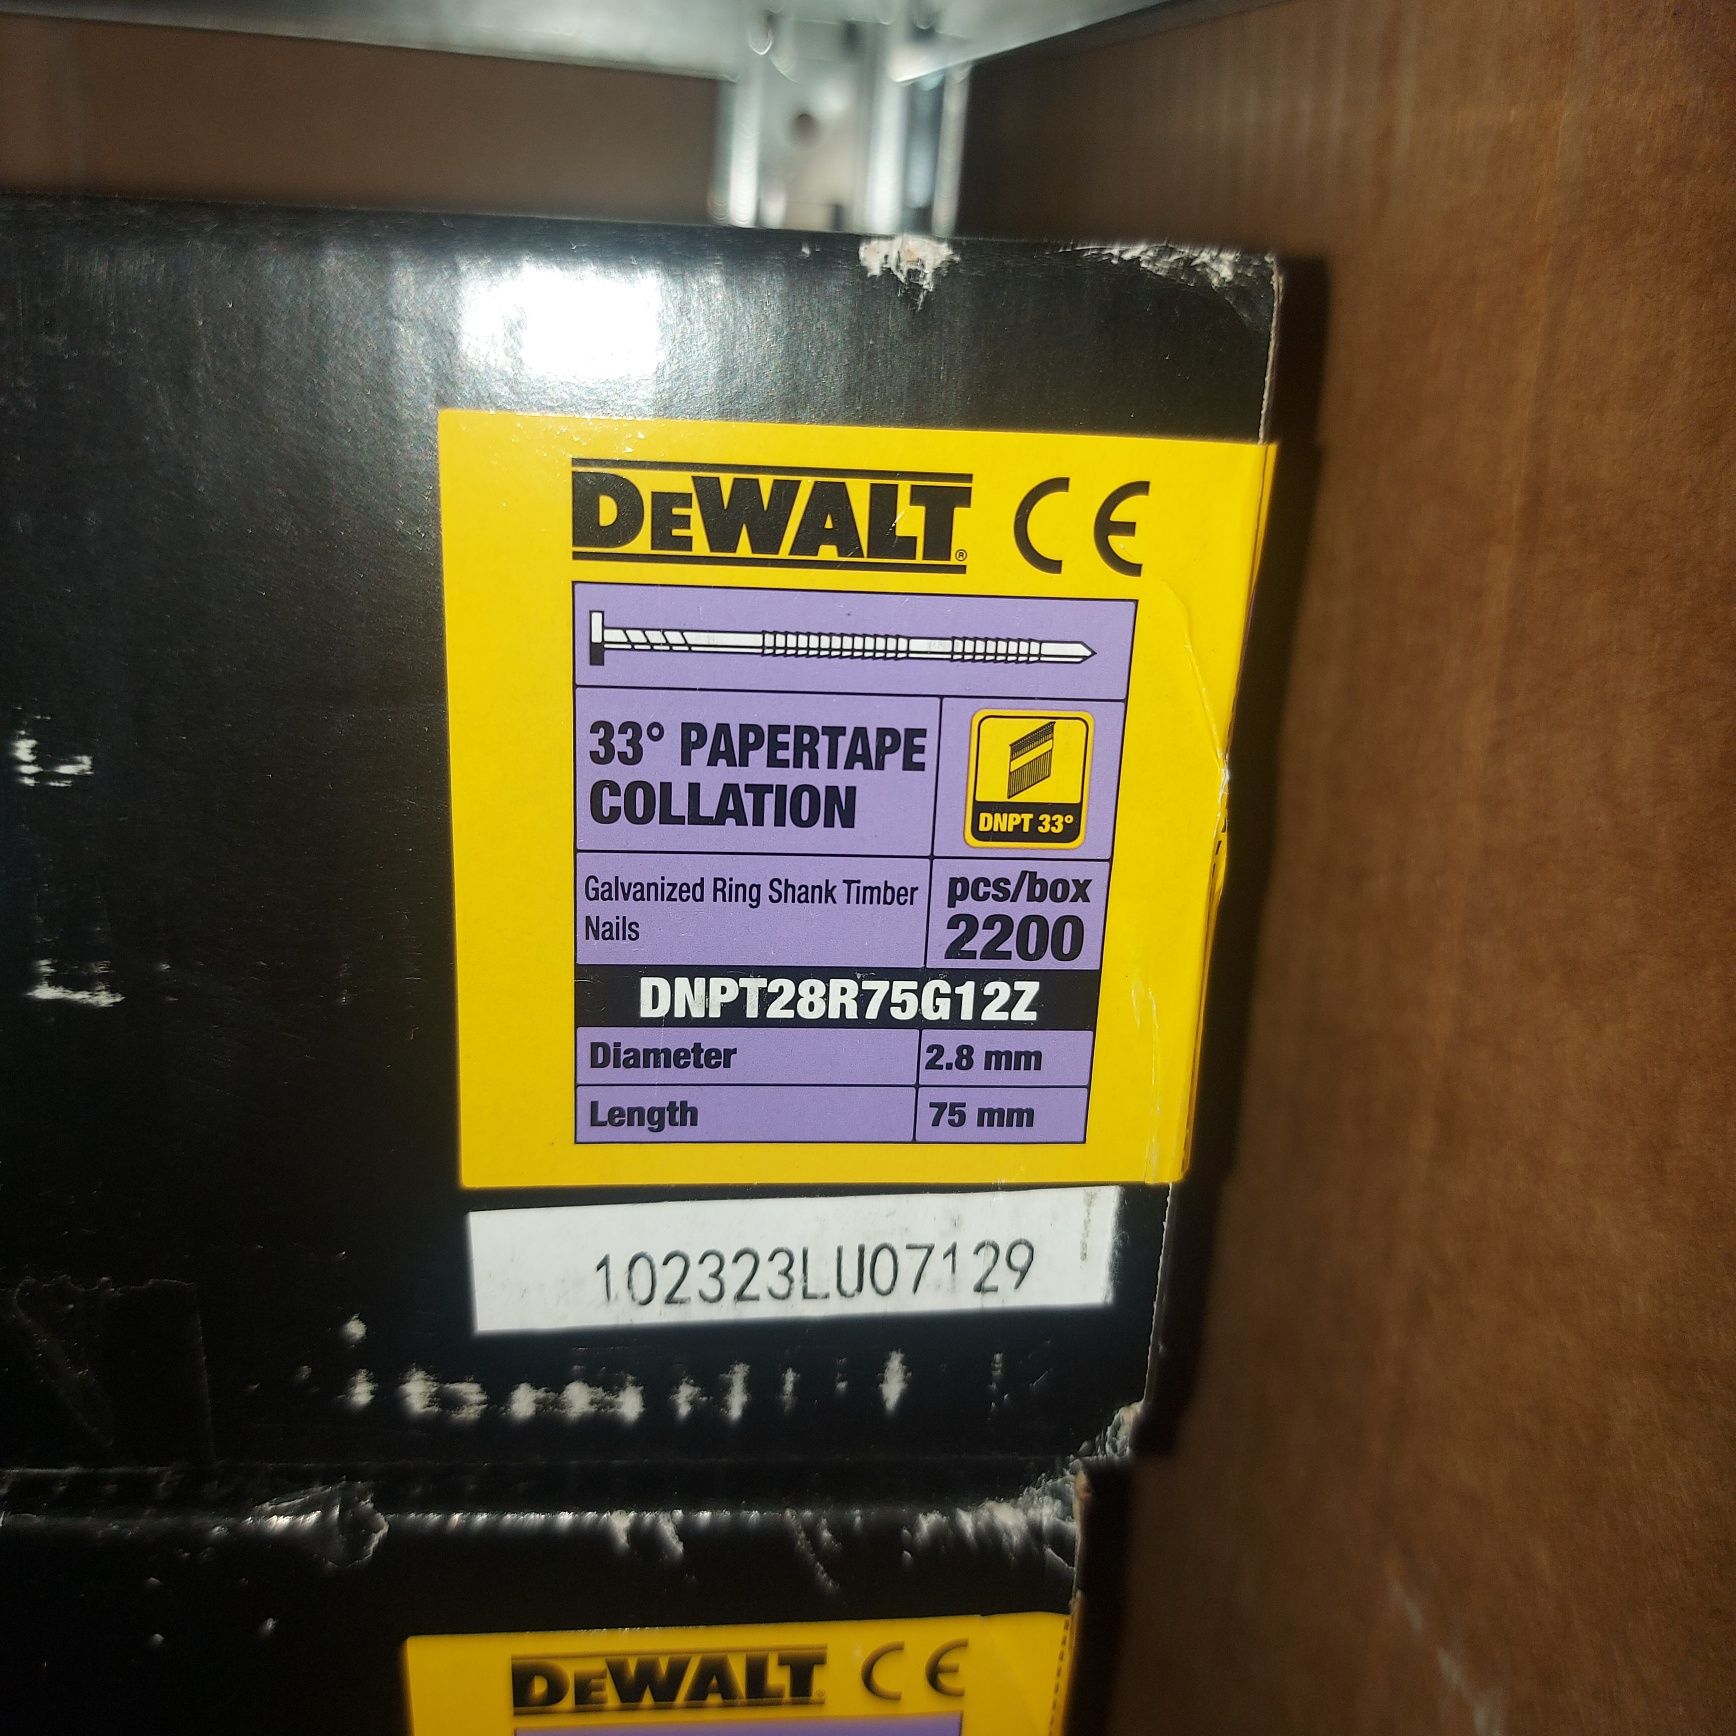 DEWALT® CE
33° PAPERTAPE
COLLATION
DNPT 33°
Galvanized Ring Shank Timber
Nails
pcs/box
2200
DNPT28R75G12Z
Diameter 2.8 mm
Length 75 mm
102323LU07129
DEWALT® CE